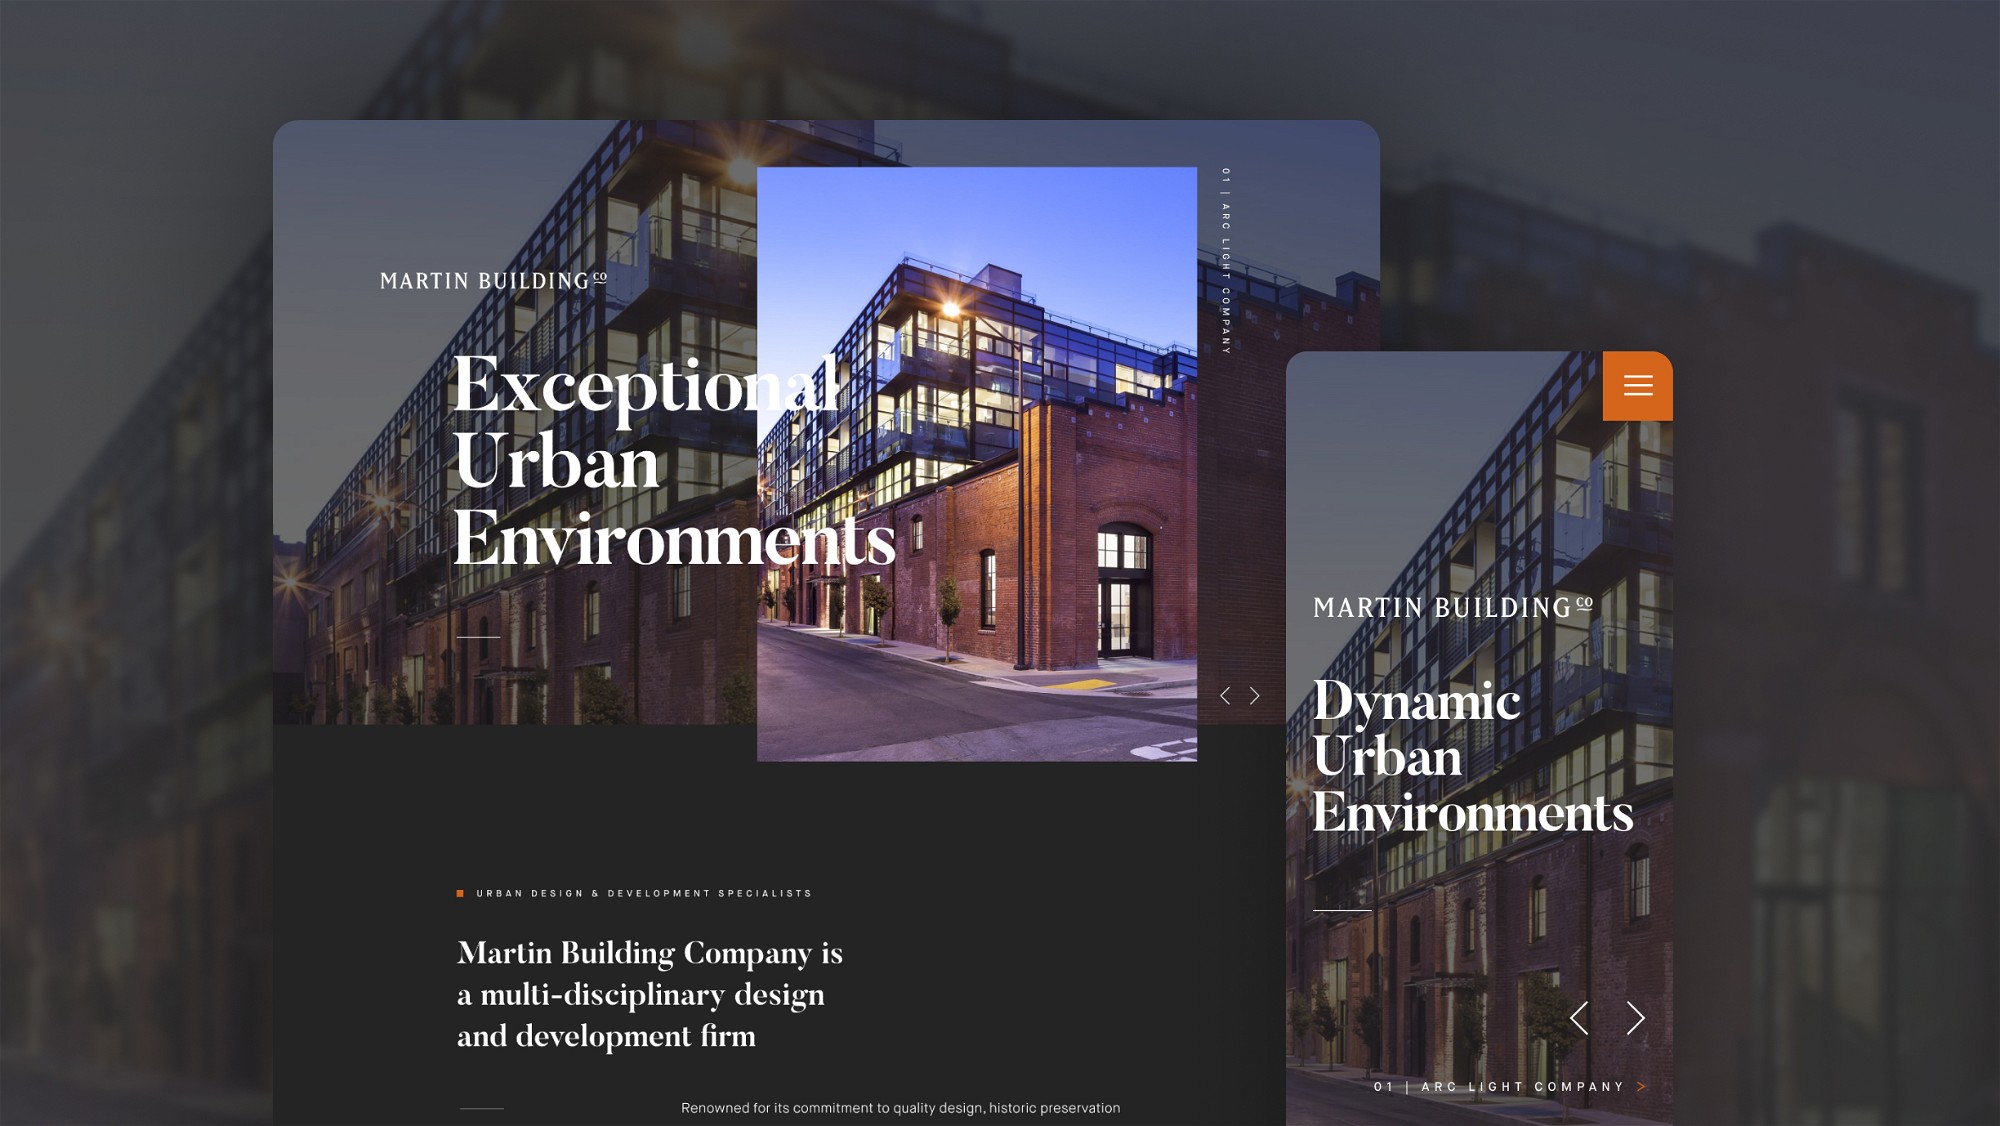 MARTIN BUILDING CO
Exceptional
Urban
Environments
01 | ARC LIGHT COMPANY
URBAN DESIGN & DEVELOPMENT SPECIALISTS
Martin Building Company is
a multi-disciplinary design
and development firm
Renowned for its commitment to quality design, historic preservation
MARTIN BUILDING CO
Dynamic
Urban
Environments
01 | ARC LIGHT COMPANY >